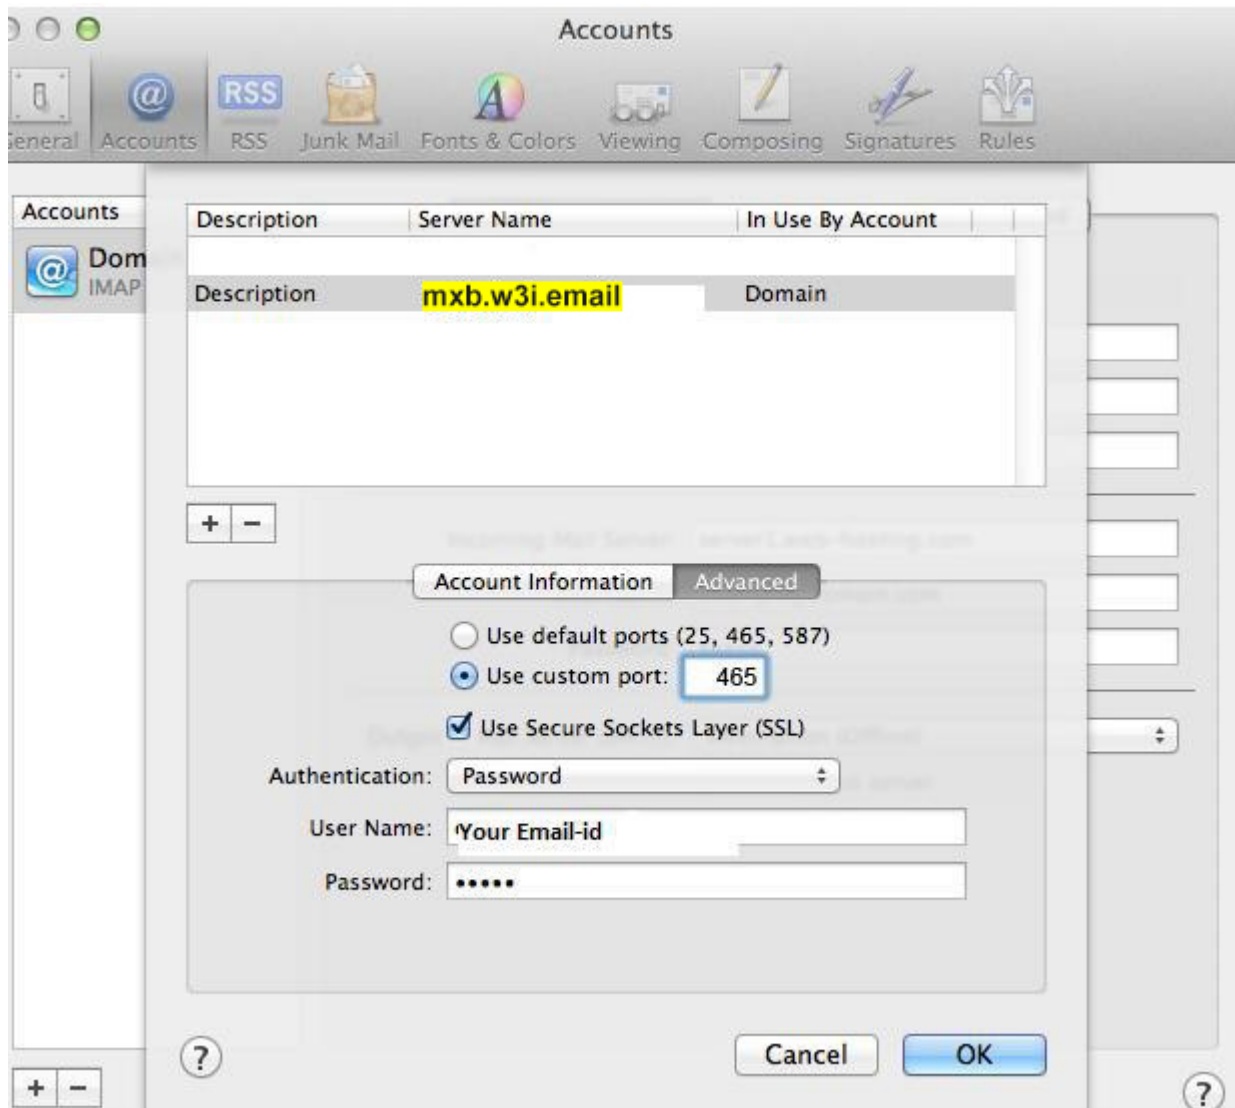 Accounts
General Accounts RSS Junk Mail Fonts & Colors Viewing Composing Signatures Rules
Accounts
Dom
IMAP
Description Server Name In Use By Account
Description mxb.w3i.email Domain
+ −
Account Information Advanced
Use default ports (25, 465, 587)
Use custom port: 465
Use Secure Sockets Layer (SSL)
Authentication: Password
User Name: Your Email-id
Password: •••••
? Cancel OK
+ − ?